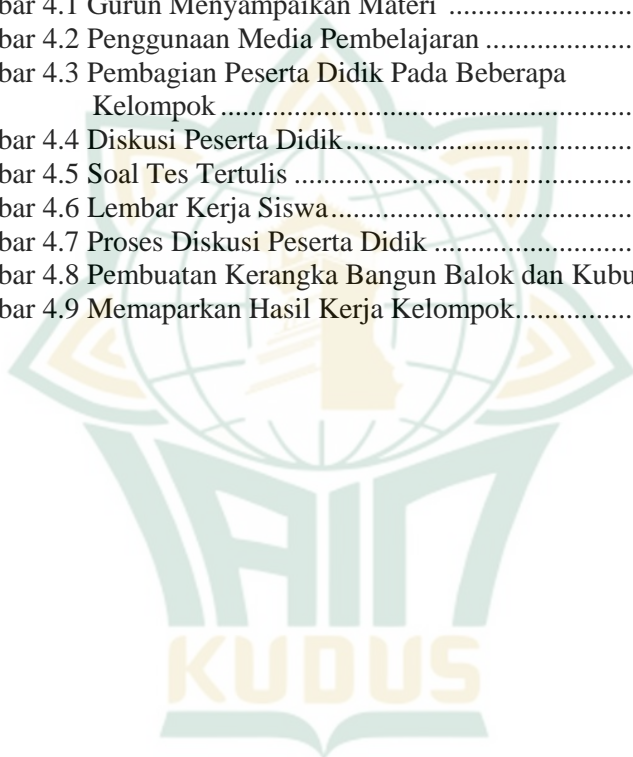 bar 4.1 Gurun Menyampaikan Materi ........................
bar 4.2 Penggunaan Media Pembelajaran ...................
bar 4.3 Pembagian Peserta Didik Pada Beberapa
Kelompok .....................................................
bar 4.4 Diskusi Peserta Didik.....................................
bar 4.5 Soal Tes Tertulis ...........................................
bar 4.6 Lembar Kerja Siswa.......................................
bar 4.7 Proses Diskusi Peserta Didik .........................
bar 4.8 Pembuatan Kerangka Bangun Balok dan Kubu
bar 4.9 Memaparkan Hasil Kerja Kelompok................
IAIN
KUDUS